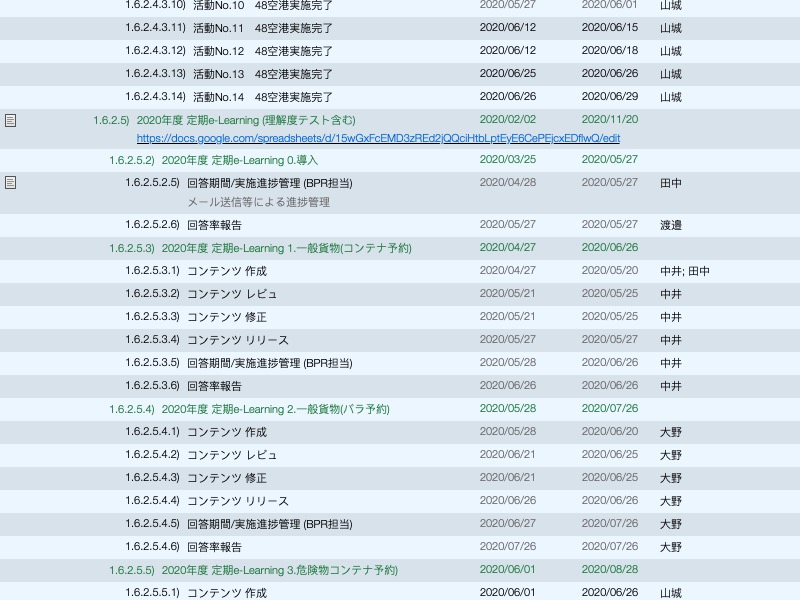 1.6.2.4.3.10) 活動No.10 48空港実施完了 2020/05/27 2020/06/01 山城
1.6.2.4.3.11) 活動No.11 48空港実施完了 2020/06/12 2020/06/15 山城
1.6.2.4.3.12) 活動No.12 48空港実施完了 2020/06/12 2020/06/18 山城
1.6.2.4.3.13) 活動No.13 48空港実施完了 2020/06/25 2020/06/26 山城
1.6.2.4.3.14) 活動No.14 48空港実施完了 2020/06/26 2020/06/29 山城
1.6.2.5) 2020年度 定期e-Learning (理解度テスト含む) 2020/02/02 2020/11/20
https://docs.google.com/spreadsheets/d/15wGxFcEMD3zREd2jQQciHtbLptEyE6CePEjcxEDflwQ/edit
1.6.2.5.2) 2020年度 定期e-Learning 0.導入 2020/03/25 2020/05/27
1.6.2.5.2.5) 回答期間/実施進捗管理 (BPR担当) 2020/04/28 2020/05/27 田中
メール送信等による進捗管理
1.6.2.5.2.6) 回答率報告 2020/05/27 2020/05/27 渡邉
1.6.2.5.3) 2020年度 定期e-Learning 1.一般貨物(コンテナ予約) 2020/04/27 2020/06/26
1.6.2.5.3.1) コンテンツ 作成 2020/04/27 2020/05/20 中井; 田中
1.6.2.5.3.2) コンテンツ レビュ 2020/05/21 2020/05/25 中井
1.6.2.5.3.3) コンテンツ 修正 2020/05/21 2020/05/25 中井
1.6.2.5.3.4) コンテンツ リリース 2020/05/27 2020/05/27 中井
1.6.2.5.3.5) 回答期間/実施進捗管理 (BPR担当) 2020/05/28 2020/06/26 中井
1.6.2.5.3.6) 回答率報告 2020/06/26 2020/06/26 中井
1.6.2.5.4) 2020年度 定期e-Learning 2.一般貨物(バラ予約) 2020/05/28 2020/07/26
1.6.2.5.4.1) コンテンツ 作成 2020/05/28 2020/06/20 大野
1.6.2.5.4.2) コンテンツ レビュ 2020/06/21 2020/06/25 大野
1.6.2.5.4.3) コンテンツ 修正 2020/06/21 2020/06/25 大野
1.6.2.5.4.4) コンテンツ リリース 2020/06/26 2020/06/26 大野
1.6.2.5.4.5) 回答期間/実施進捗管理 (BPR担当) 2020/06/27 2020/07/26 大野
1.6.2.5.4.6) 回答率報告 2020/07/26 2020/07/26 大野
1.6.2.5.5) 2020年度 定期e-Learning 3.危険物コンテナ予約) 2020/06/01 2020/08/28
1.6.2.5.5.1) コンテンツ 作成 2020/06/01 2020/06/26 山城